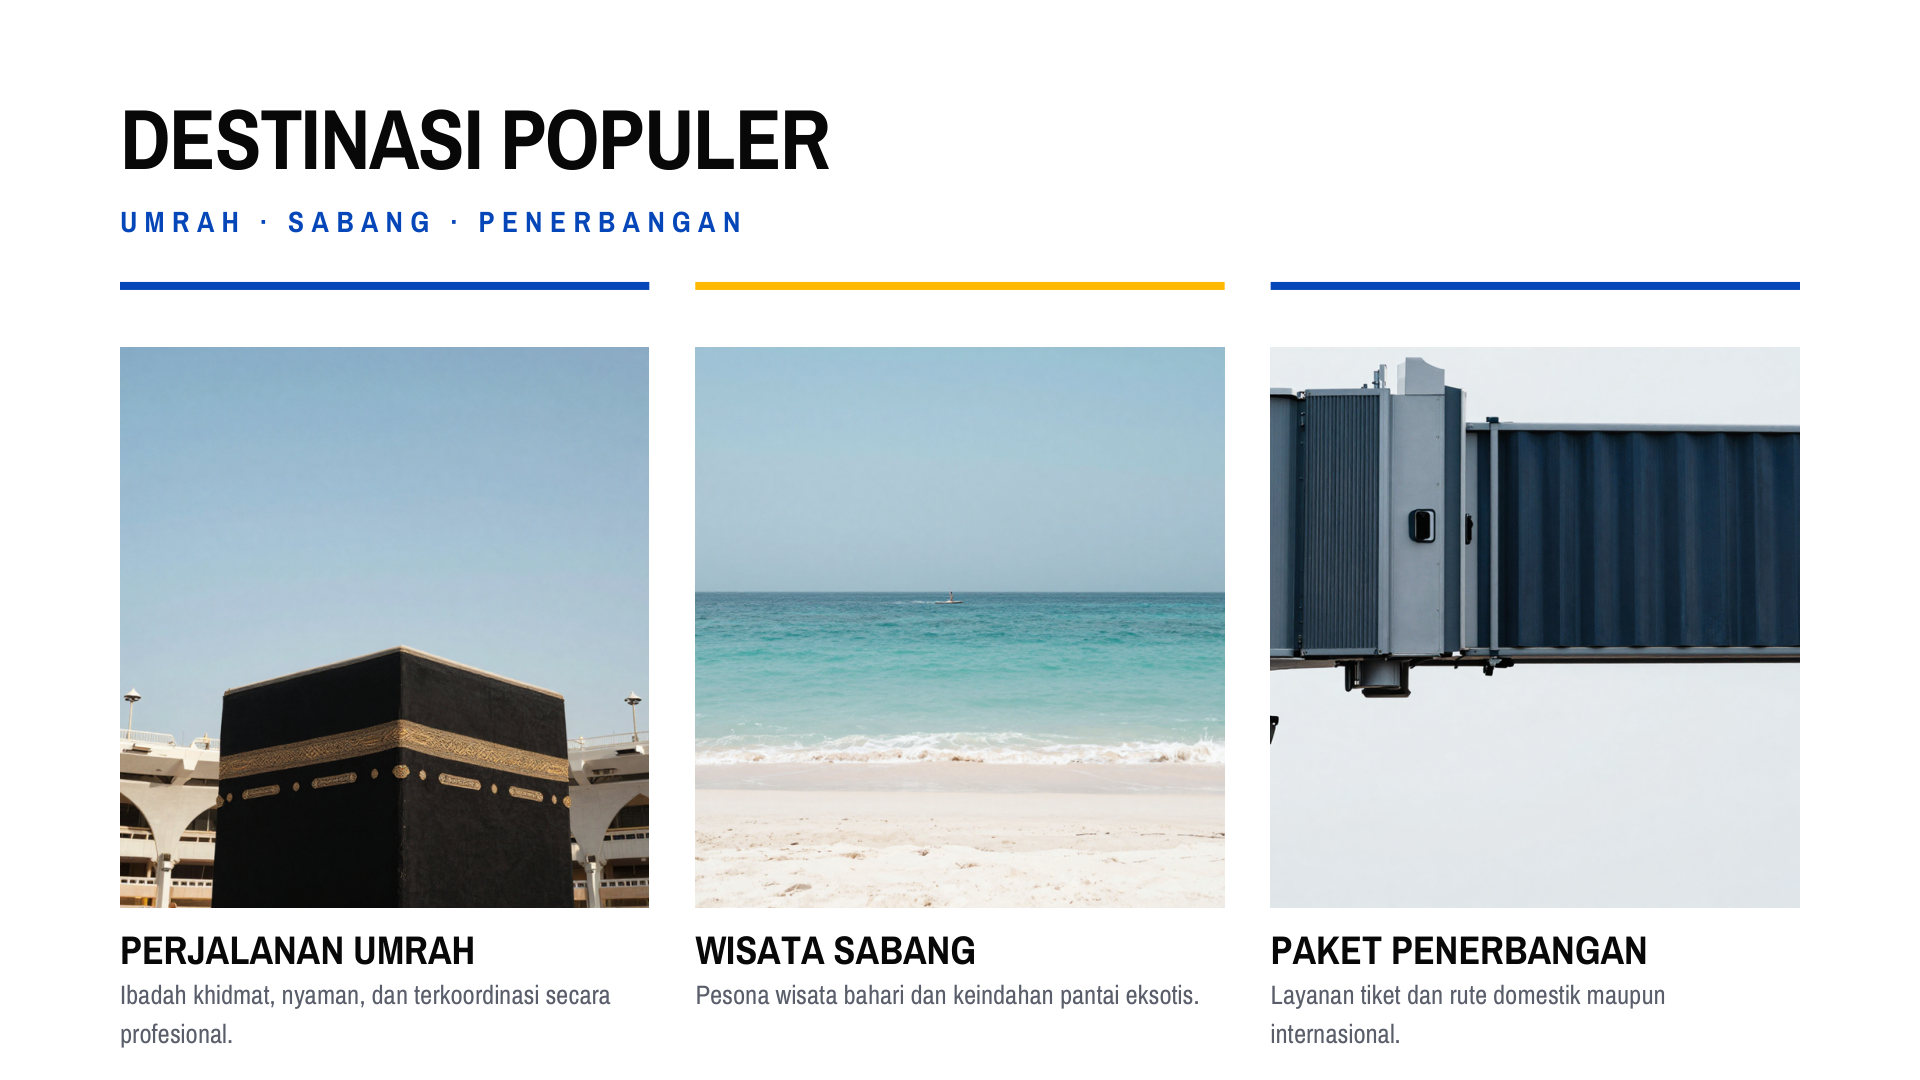 DESTINASI POPULER
UMRAH · SABANG · PENERBANGAN
PERJALANAN UMRAH
Ibadah khidmat, nyaman, dan terkoordinasi secara
profesional.
WISATA SABANG
Pesona wisata bahari dan keindahan pantai eksotis.
PAKET PENERBANGAN
Layanan tiket dan rute domestik maupun
internasional.